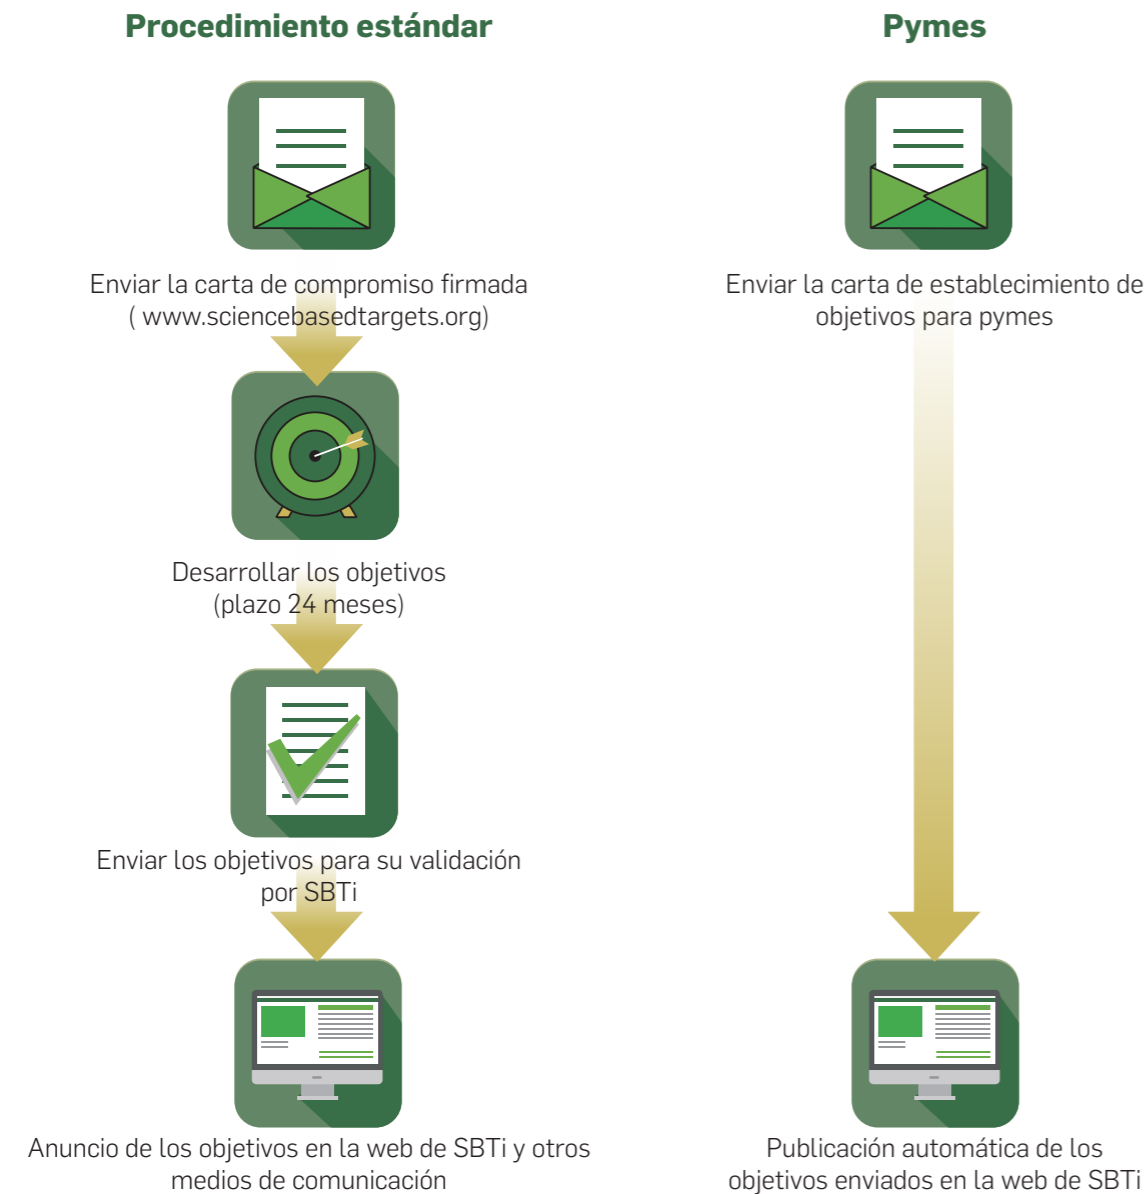 Procedimiento estándar
Enviar la carta de compromiso firmada
( www.sciencebasedtargets.org)
Desarrollar los objetivos
(plazo 24 meses)
Enviar los objetivos para su validación
por SBTi
Anuncio de los objetivos en la web de SBTi y otros
medios de comunicación
Pymes
Enviar la carta de establecimiento de
objetivos para pymes
Publicación automática de los
objetivos enviados en la web de SBTi